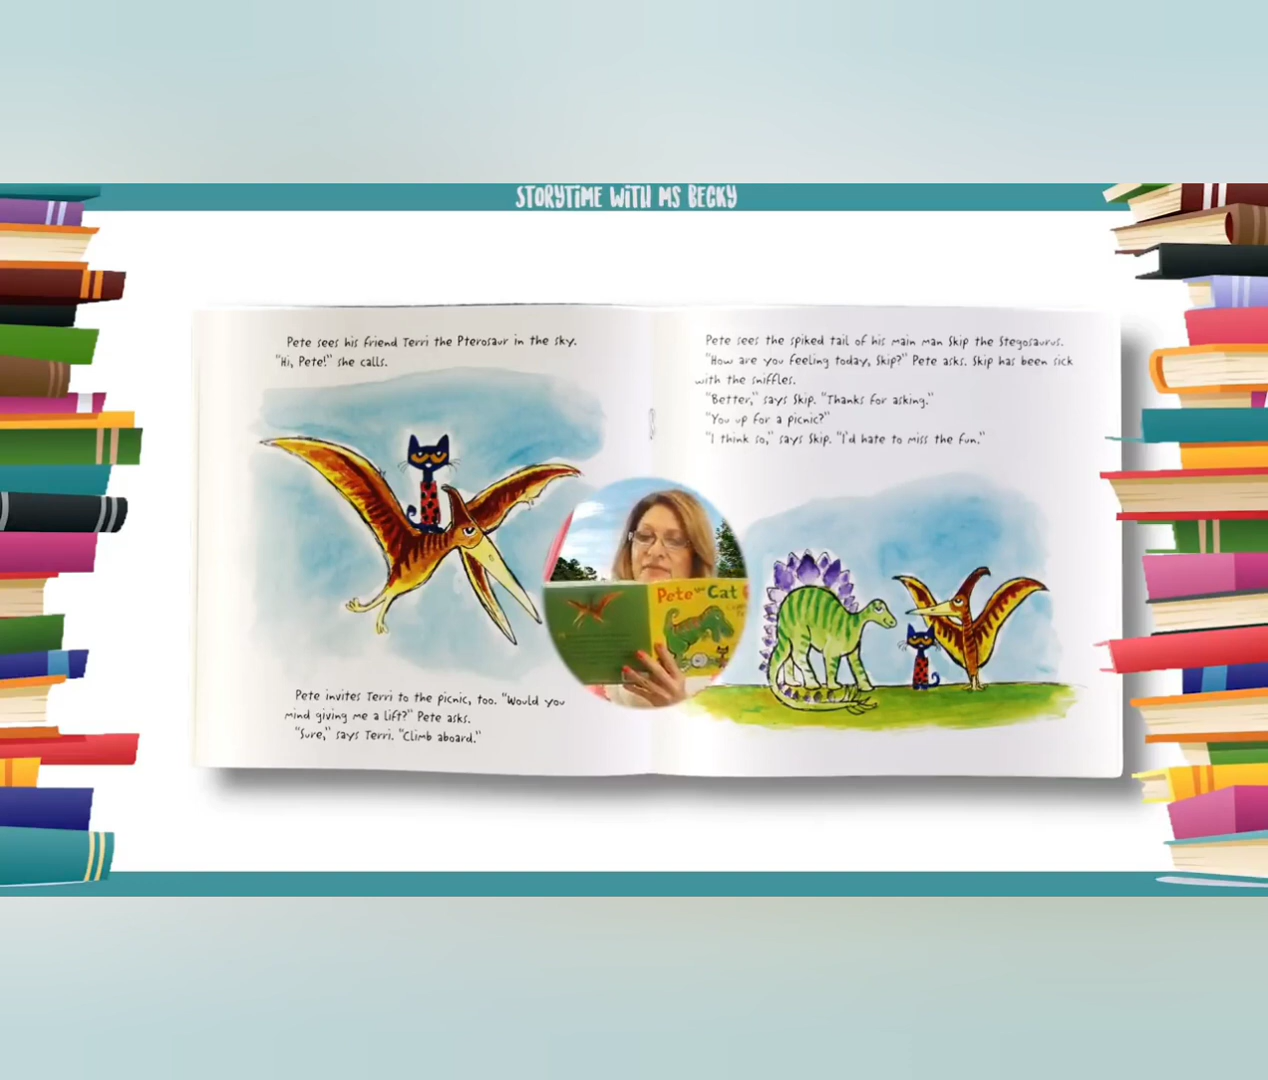 STORYTIME WITH MS BECKY
Pete sees his friend Terri the Pterosaur in the sky.
"Hi, Pete!" she calls.
Pete invites Terri to the picnic, too. "Would you
mind giving me a lift?" Pete asks.
"Sure," says Terri. "Climb aboard."
Pete sees the spiked tail of his main man Skip the Stegosaurus.
"How are you feeling today, Skip?" Pete asks. Skip has been sick
with the sniffles.
"Better," says Skip. "Thanks for asking."
"You up for a picnic?"
"I think so," says Skip. "I'd hate to miss the fun."
Pete the Cat